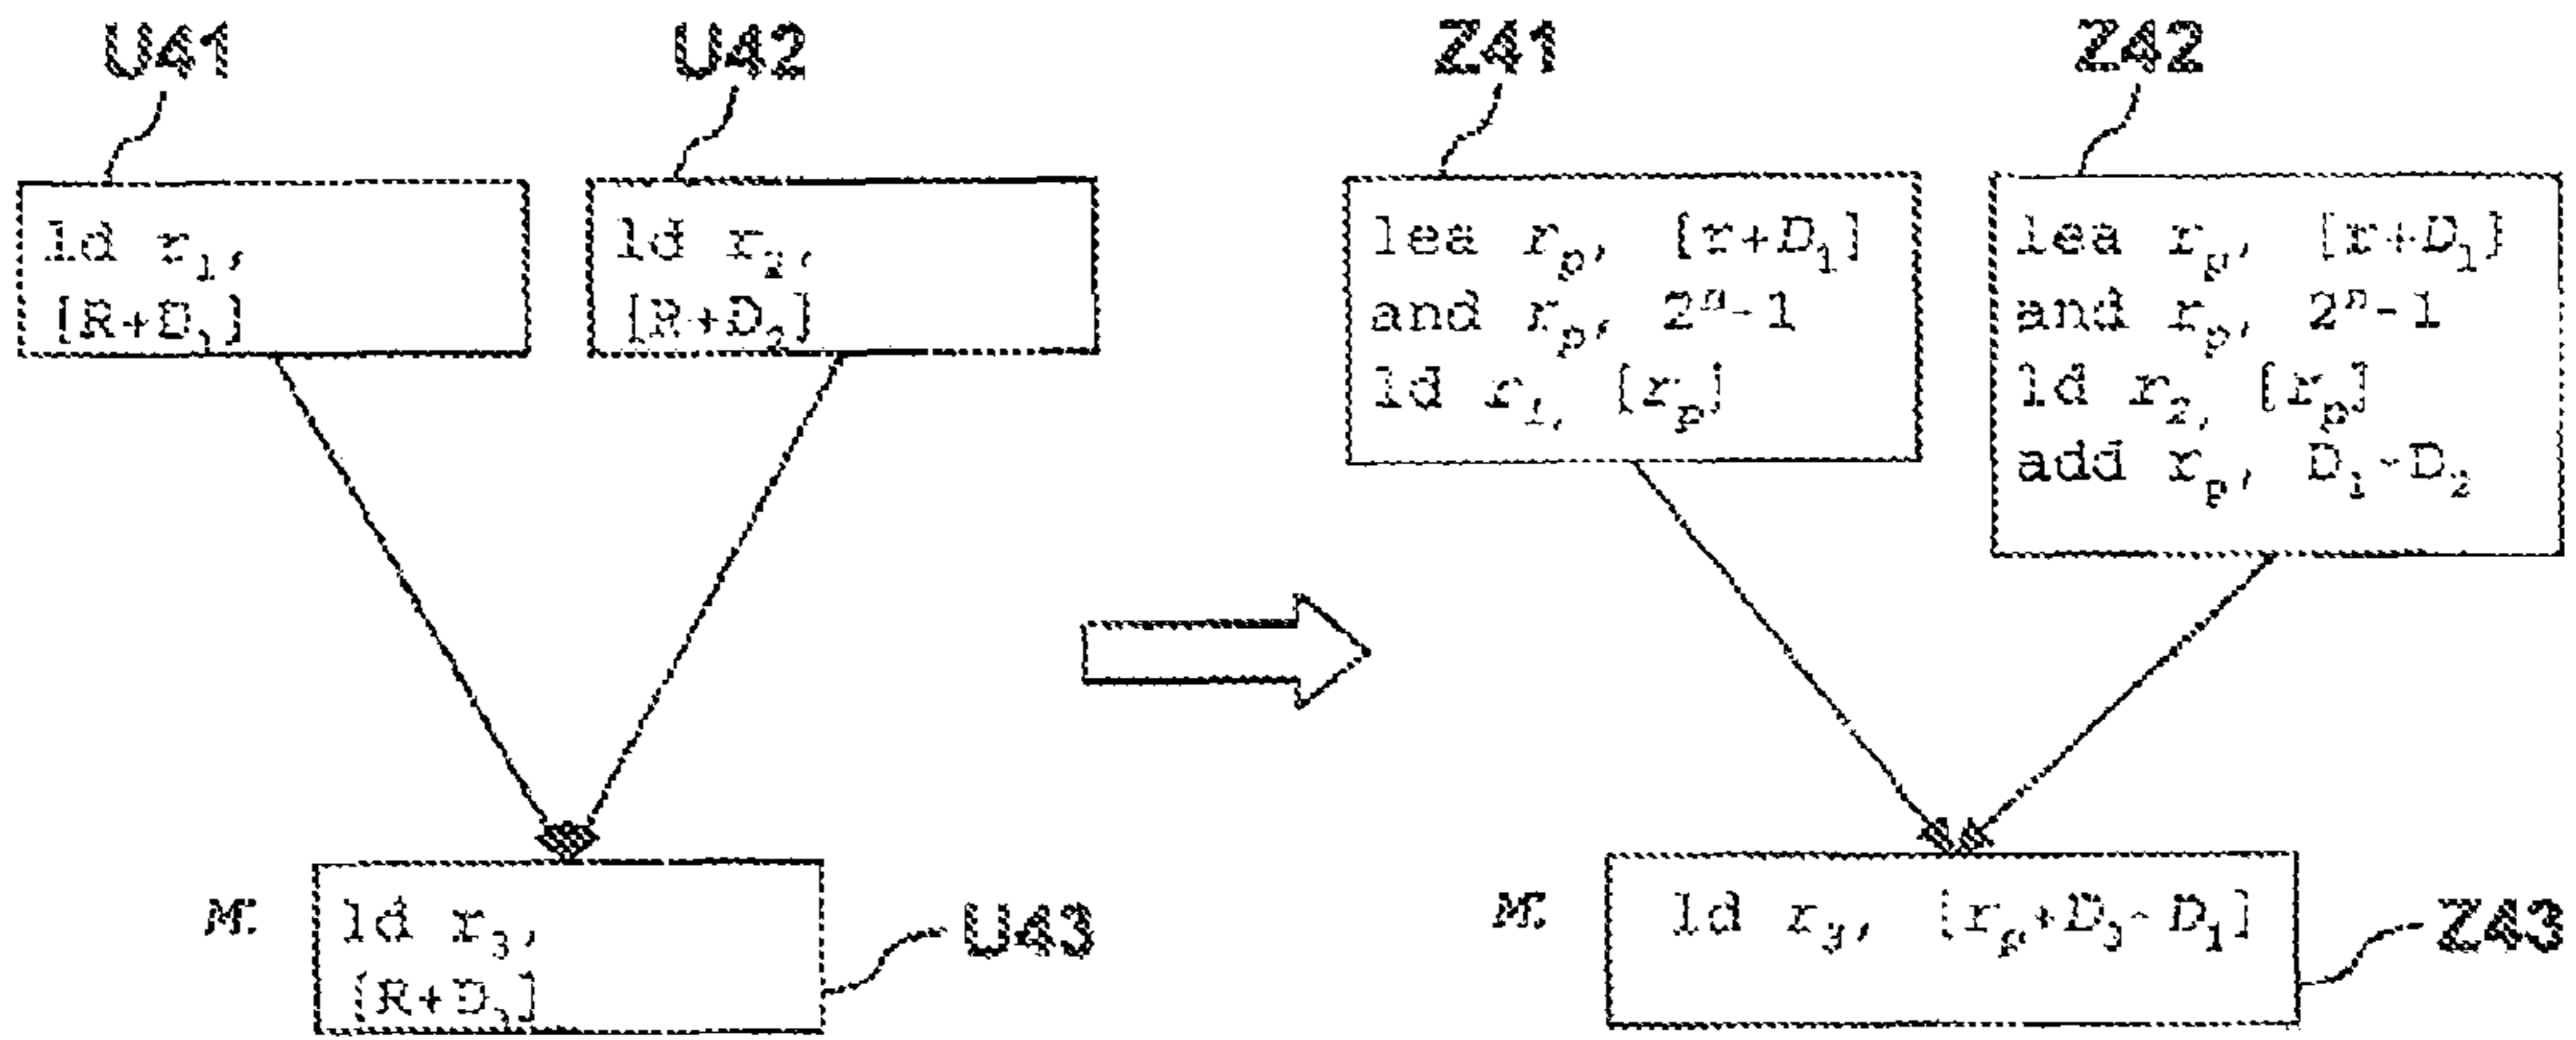 U41
U42
Z41
Z42
ld r₁,
[R+D₁]
ld r₂,
[R+D₂]
lea rₚ, [r+D₁]
and rₚ, 2ⁿ-1
ld r₁, [rₚ]
lea rₚ, [r+D₁]
and rₚ, 2ⁿ-1
ld r₂, [rₚ]
add rₚ, D₁-D₂
M:
ld r₃,
[R+D₃]
U43
M:
ld r₃, [rₚ+D₃-D₁]
Z43